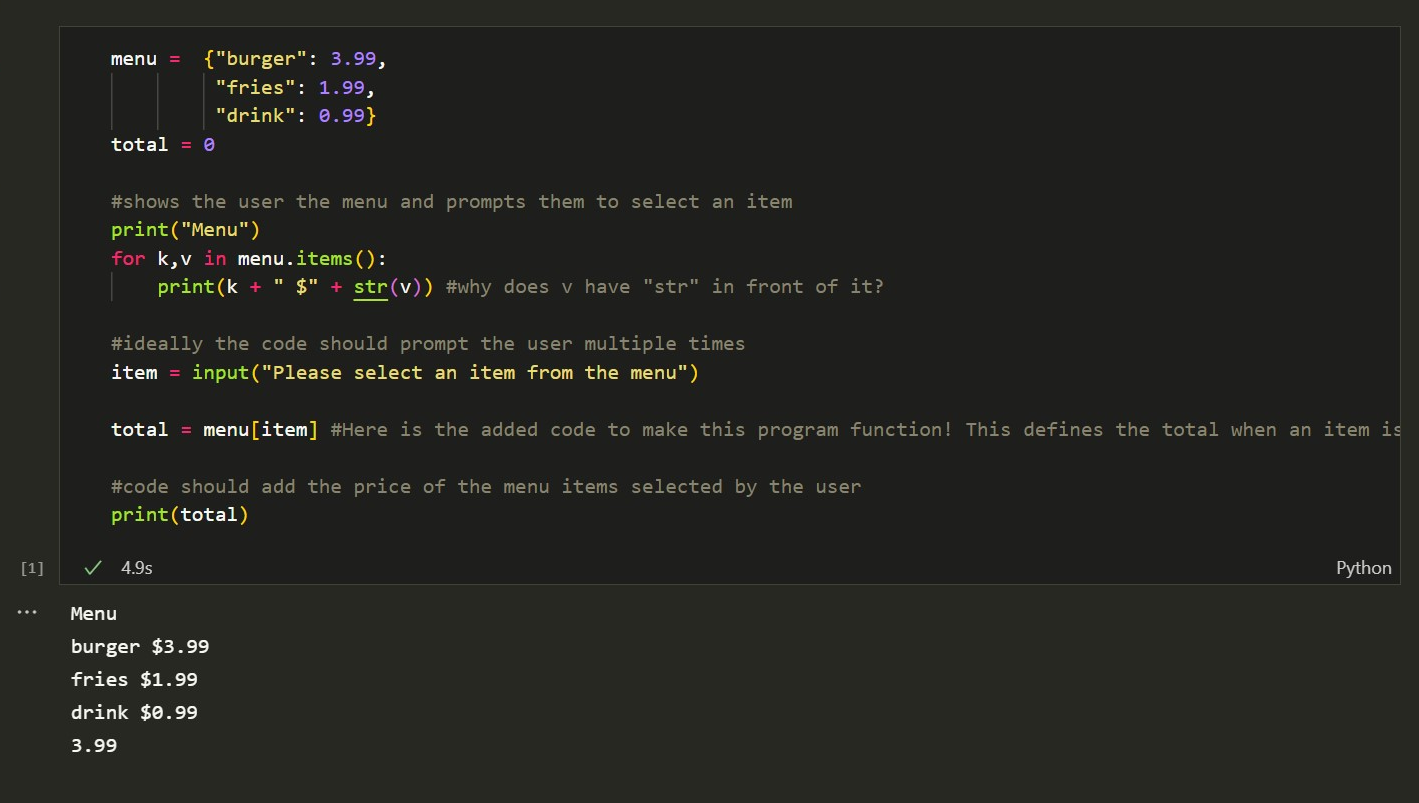 menu =  {"burger": 3.99,
         "fries": 1.99,
         "drink": 0.99}
total = 0
#shows the user the menu and prompts them to select an item
print("Menu")
for k,v in menu.items():
    print(k + " $" + str(v)) #why does v have "str" in front of it?
#ideally the code should prompt the user multiple times
item = input("Please select an item from the menu")
total = menu[item] #Here is the added code to make this program function! This defines the total when an item is
#code should add the price of the menu items selected by the user
print(total)
[1] 4.9s Python
Menu
burger $3.99
fries $1.99
drink $0.99
3.99